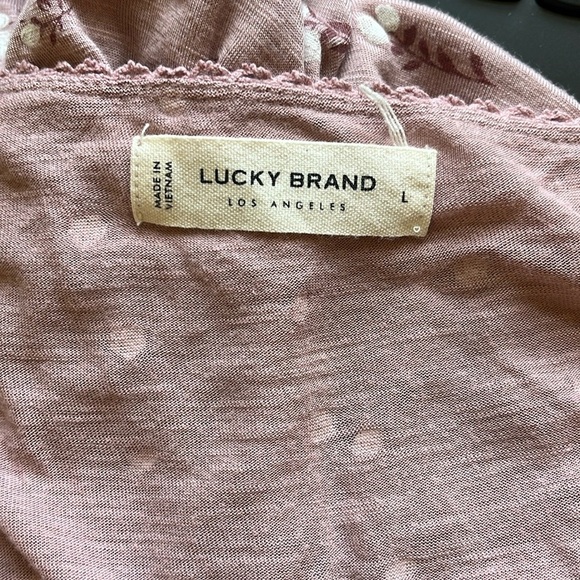 MADE IN
VIETNAM
LUCKY BRAND
LOS ANGELES
L